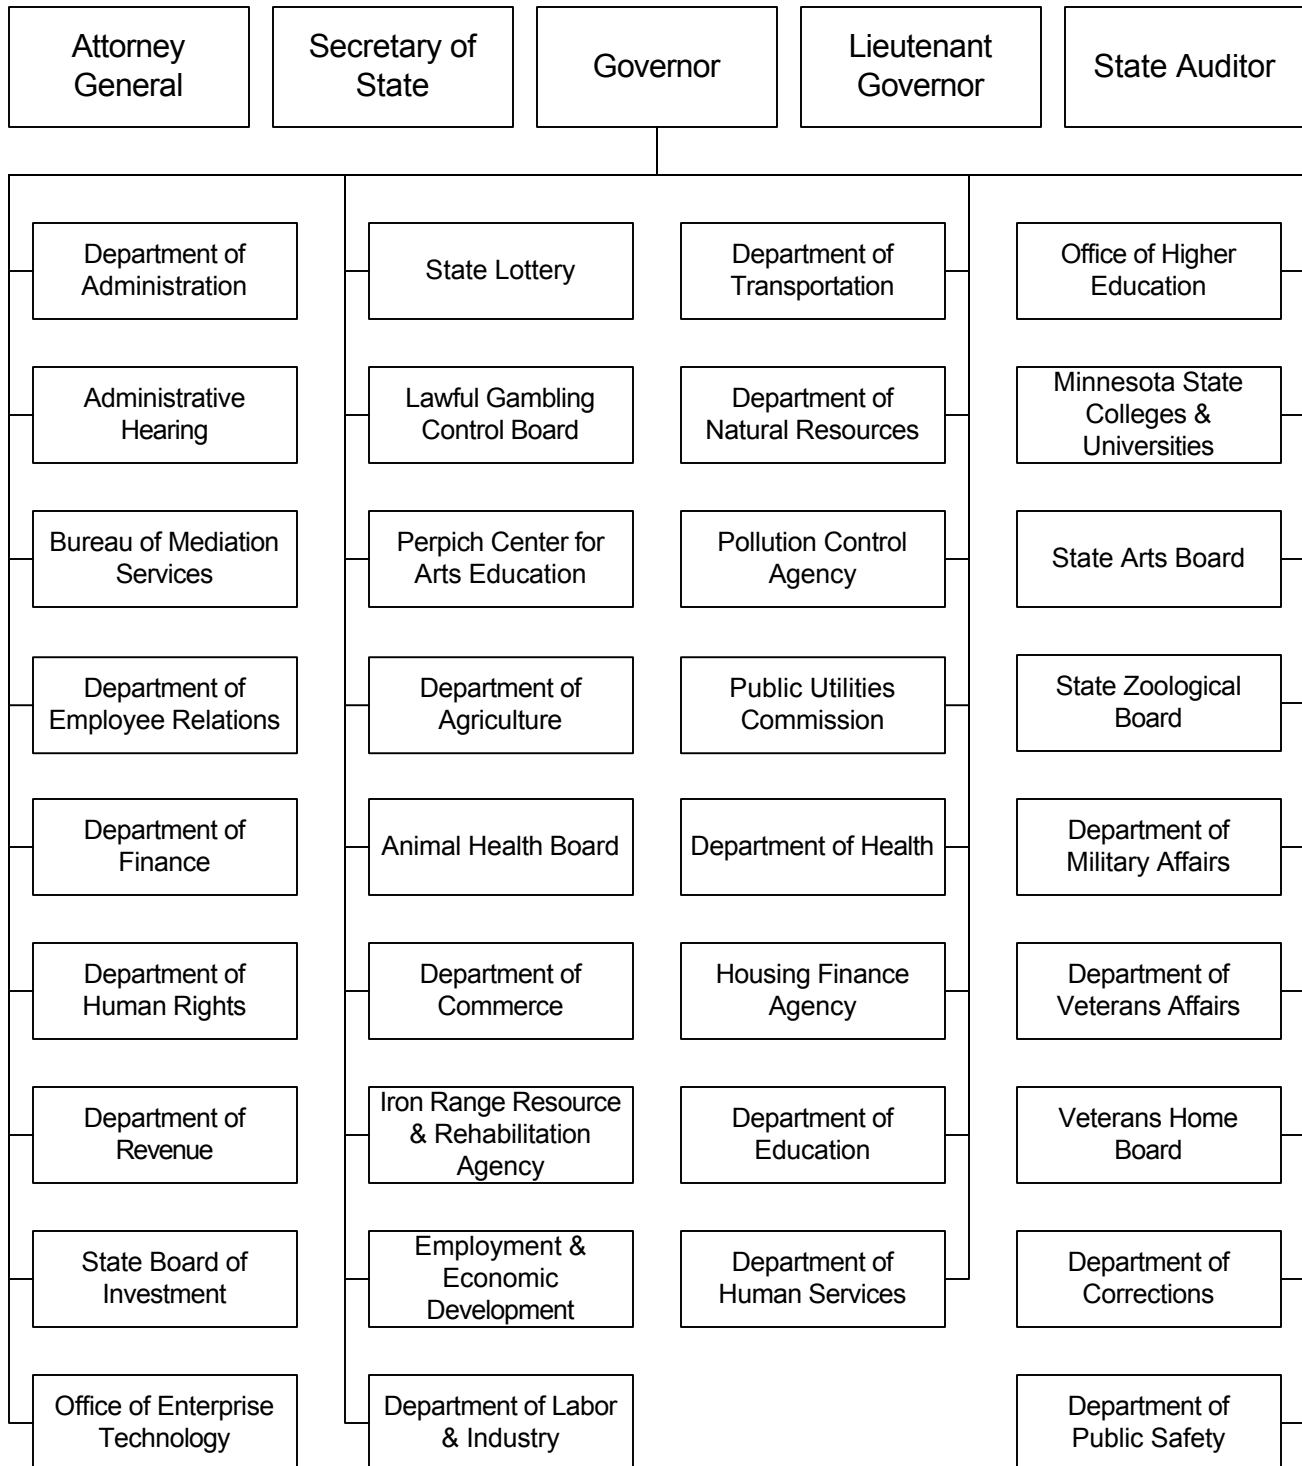 Attorney
General
Secretary of
State
Governor
Lieutenant
Governor
State Auditor
Department of
Administration
State Lottery
Department of
Transportation
Office of Higher
Education
Administrative
Hearing
Lawful Gambling
Control Board
Department of
Natural Resources
Minnesota State
Colleges &
Universities
Bureau of Mediation
Services
Perpich Center for
Arts Education
Pollution Control
Agency
State Arts Board
Department of
Employee Relations
Department of
Agriculture
Public Utilities
Commission
State Zoological
Board
Department of
Finance
Animal Health Board
Department of Health
Department of
Military Affairs
Department of
Human Rights
Department of
Commerce
Housing Finance
Agency
Department of
Veterans Affairs
Department of
Revenue
Iron Range Resource
& Rehabilitation
Agency
Department of
Education
Veterans Home
Board
State Board of
Investment
Employment &
Economic
Development
Department of
Human Services
Department of
Corrections
Office of Enterprise
Technology
Department of Labor
& Industry
Department of
Public Safety